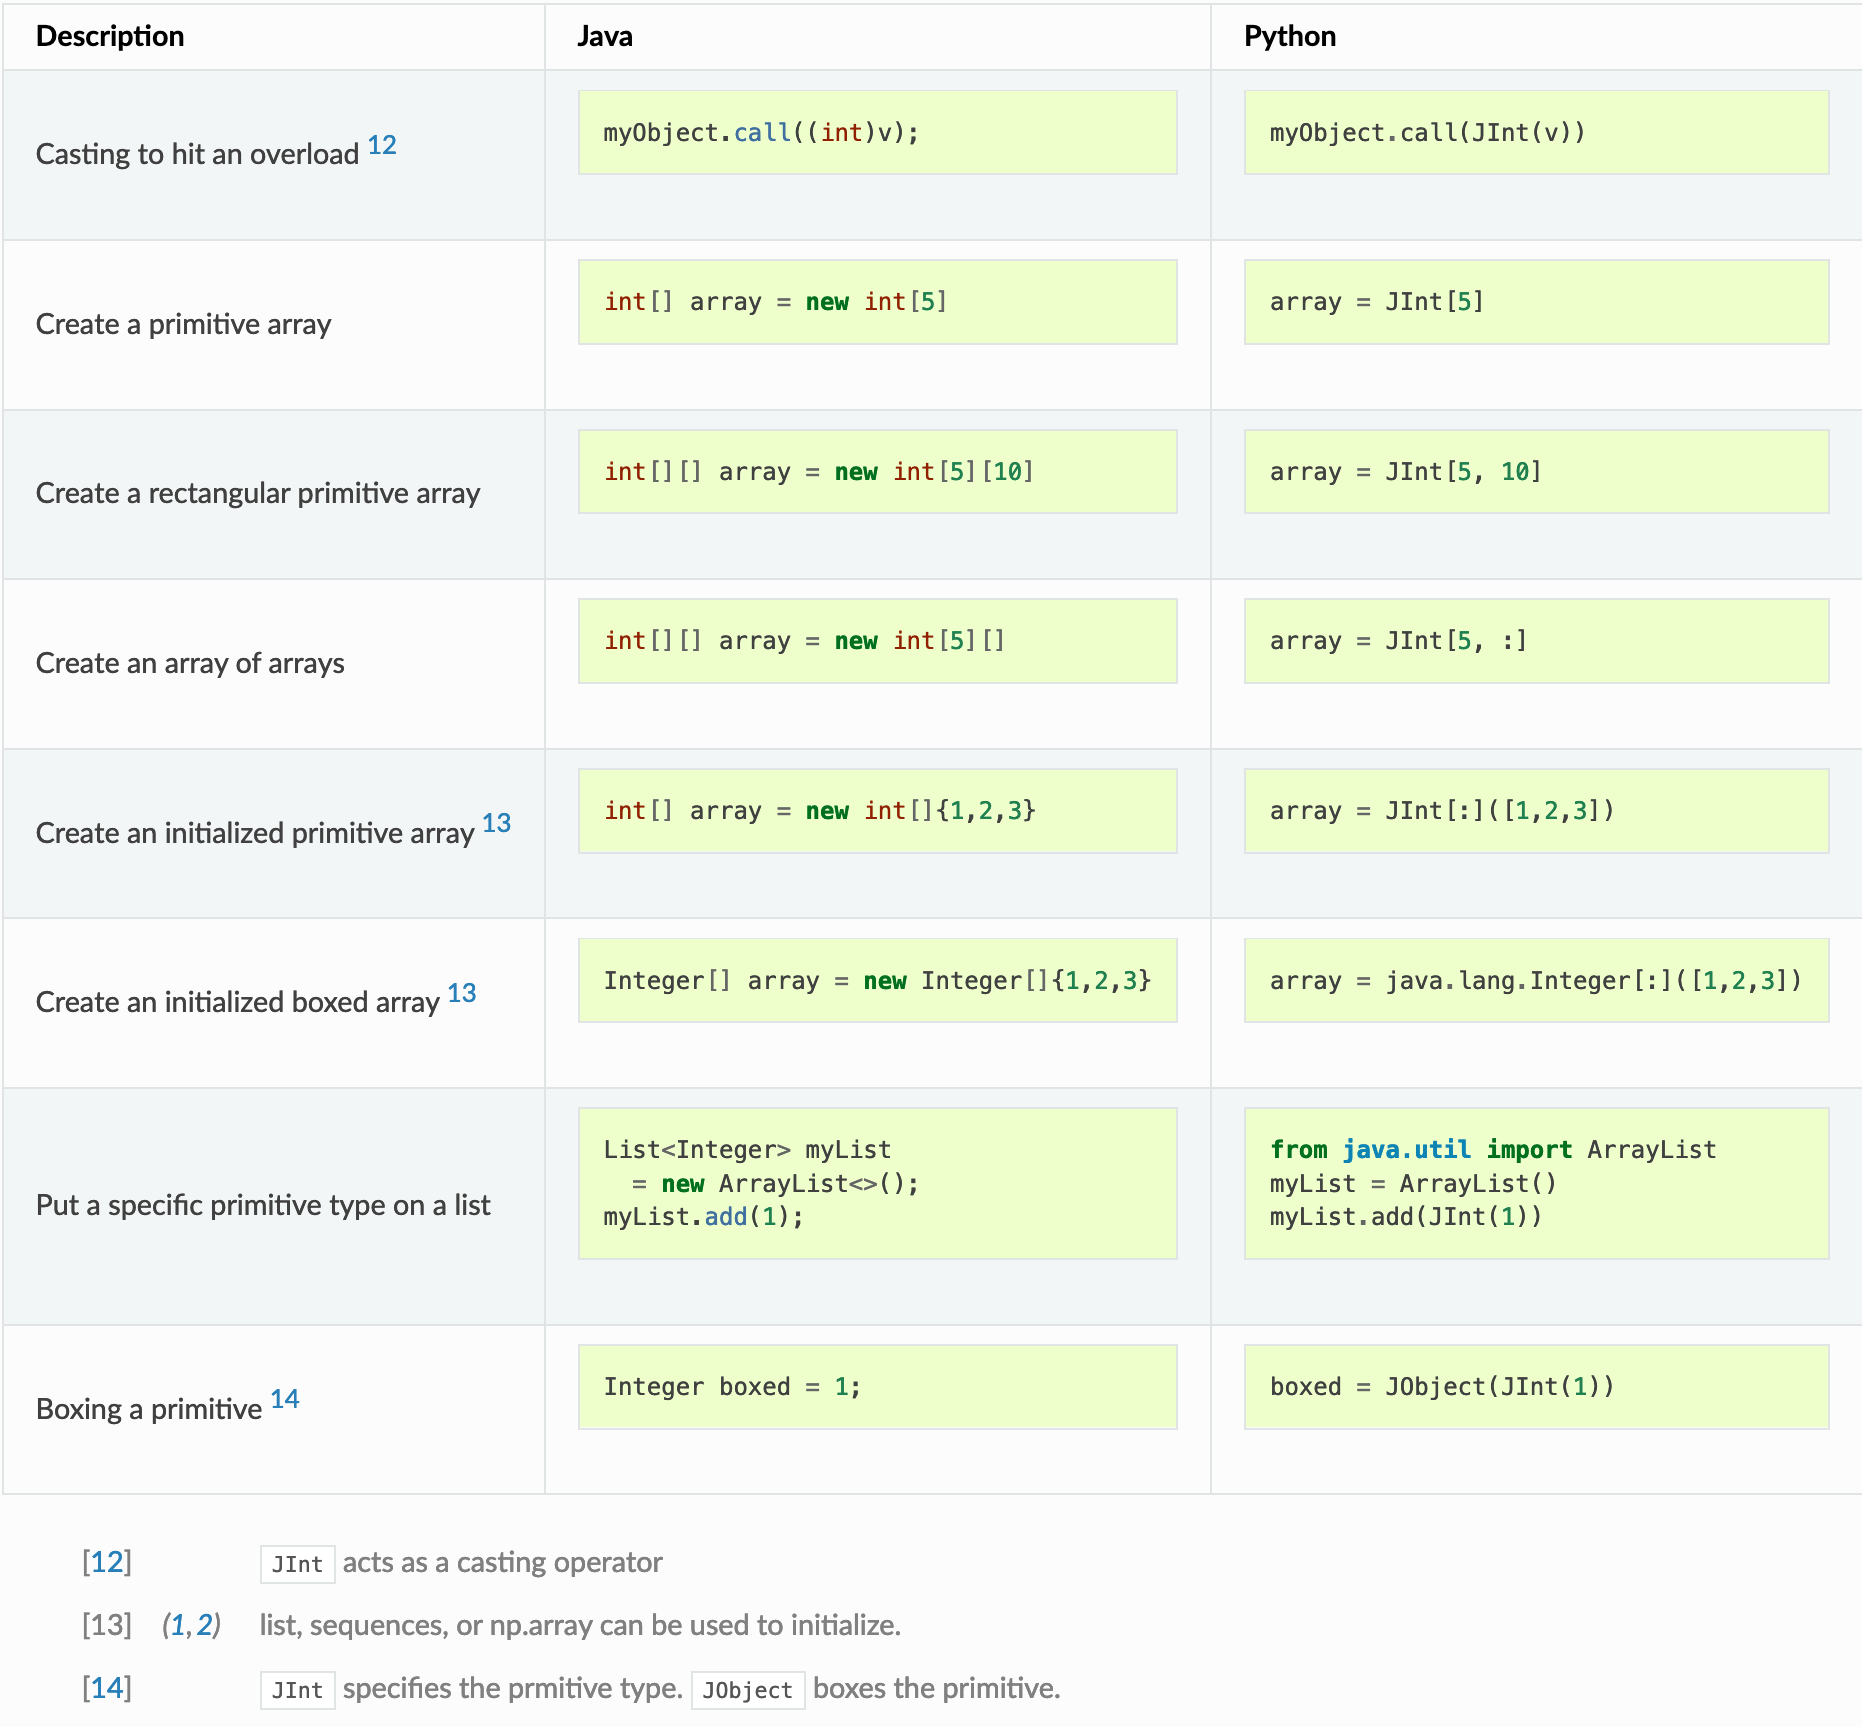 Description Java Python
Casting to hit an overload 12 myObject.call((int)v); myObject.call(JInt(v))
Create a primitive array int[] array = new int[5] array = JInt[5]
Create a rectangular primitive array int[][] array = new int[5][10] array = JInt[5, 10]
Create an array of arrays int[][] array = new int[5][] array = JInt[5, :]
Create an initialized primitive array 13 int[] array = new int[]{1,2,3} array = JInt[:]([1,2,3])
Create an initialized boxed array 13 Integer[] array = new Integer[]{1,2,3} array = java.lang.Integer[:]([1,2,3])
Put a specific primitive type on a list
List<Integer> myList
  = new ArrayList<>();
myList.add(1);
from java.util import ArrayList
myList = ArrayList()
myList.add(JInt(1))
Boxing a primitive 14 Integer boxed = 1; boxed = JObject(JInt(1))
[12] JInt acts as a casting operator
[13] (1, 2) list, sequences, or np.array can be used to initialize.
[14] JInt specifies the prmitive type. JObject boxes the primitive.